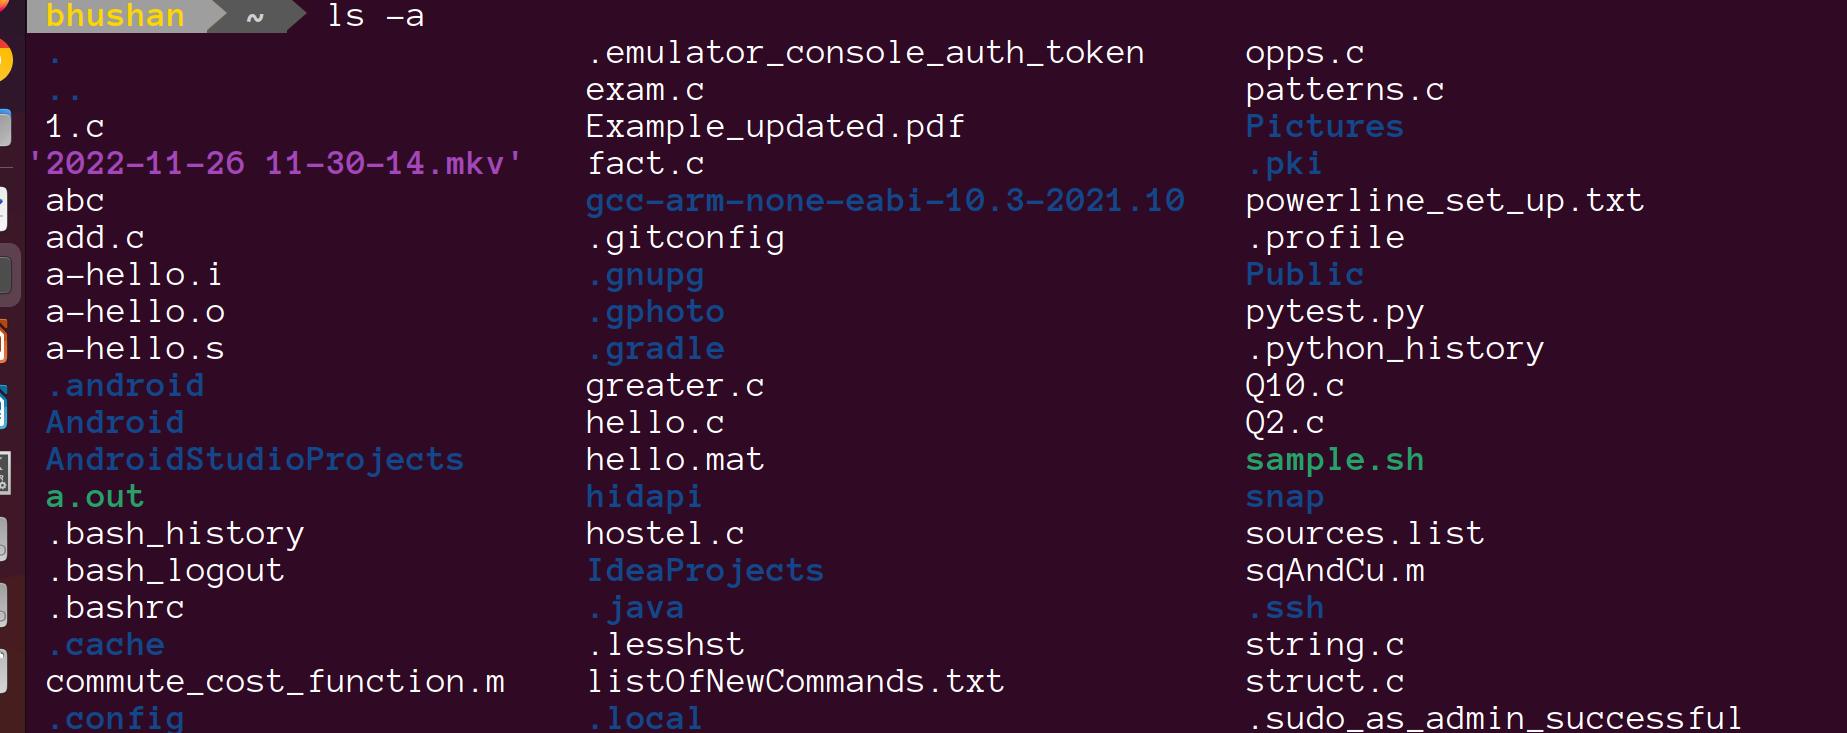 bhushan ~ ls -a
. .emulator_console_auth_token opps.c
.. exam.c patterns.c
1.c Example_updated.pdf Pictures
'2022-11-26 11-30-14.mkv' fact.c .pki
abc gcc-arm-none-eabi-10.3-2021.10 powerline_set_up.txt
add.c .gitconfig .profile
a-hello.i .gnupg Public
a-hello.o .gphoto pytest.py
a-hello.s .gradle .python_history
.android greater.c Q10.c
Android hello.c Q2.c
AndroidStudioProjects hello.mat sample.sh
a.out hidapi snap
.bash_history hostel.c sources.list
.bash_logout IdeaProjects sqAndCu.m
.bashrc .java .ssh
.cache .lesshst string.c
commute_cost_function.m listOfNewCommands.txt struct.c
.config .local .sudo_as_admin_successful